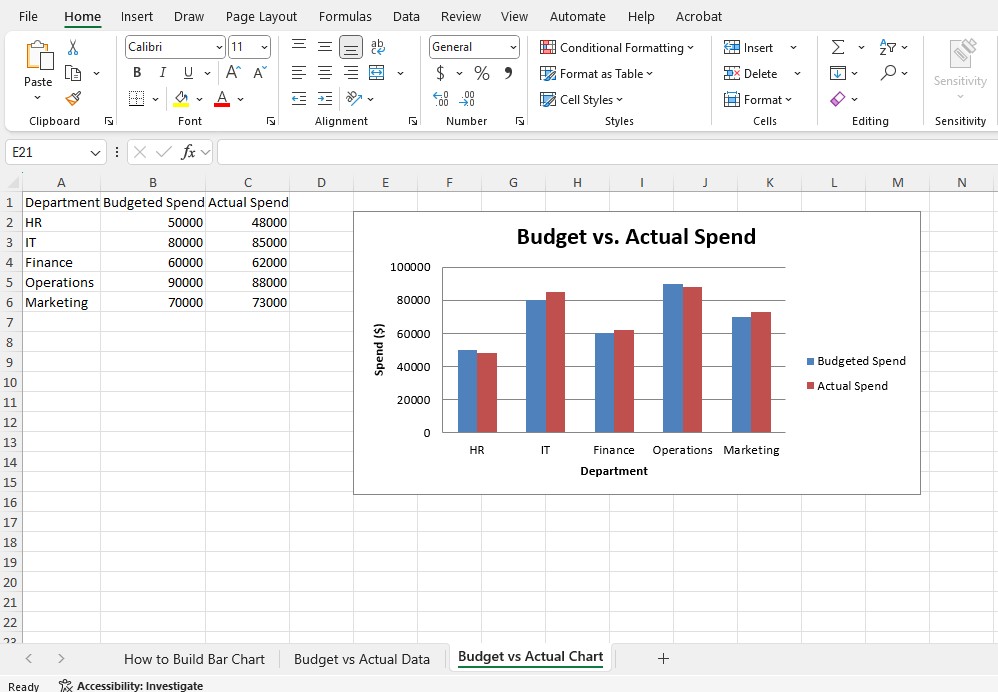 File Home Insert Draw Page Layout Formulas Data Review View Automate Help Acrobat
Calibri 11 General Conditional Formatting Insert
Paste B I U A A $ % Format as Table Delete Sensitivity
A Cell Styles Format
Clipboard Font Alignment Number Styles Cells Editing Sensitivity
E21 fx
A B C D E F G H I J K L M N
1 Department Budgeted Spend Actual Spend
2 HR 50000 48000
3 IT 80000 85000
4 Finance 60000 62000
5 Operations 90000 88000
6 Marketing 70000 73000
7
8
9
10
11
12
13
14
15
16
17
18
19
20
21
22
23
Budget vs. Actual Spend
Spend ($)
100000
80000
60000
40000
20000
0
HR IT Finance Operations Marketing
Department
Budgeted Spend
Actual Spend
How to Build Bar Chart Budget vs Actual Data Budget vs Actual Chart
Ready Accessibility: Investigate